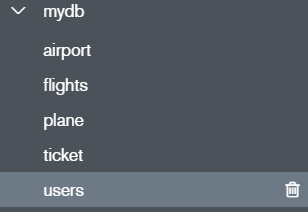 mydb
airport
flights
plane
ticket
users